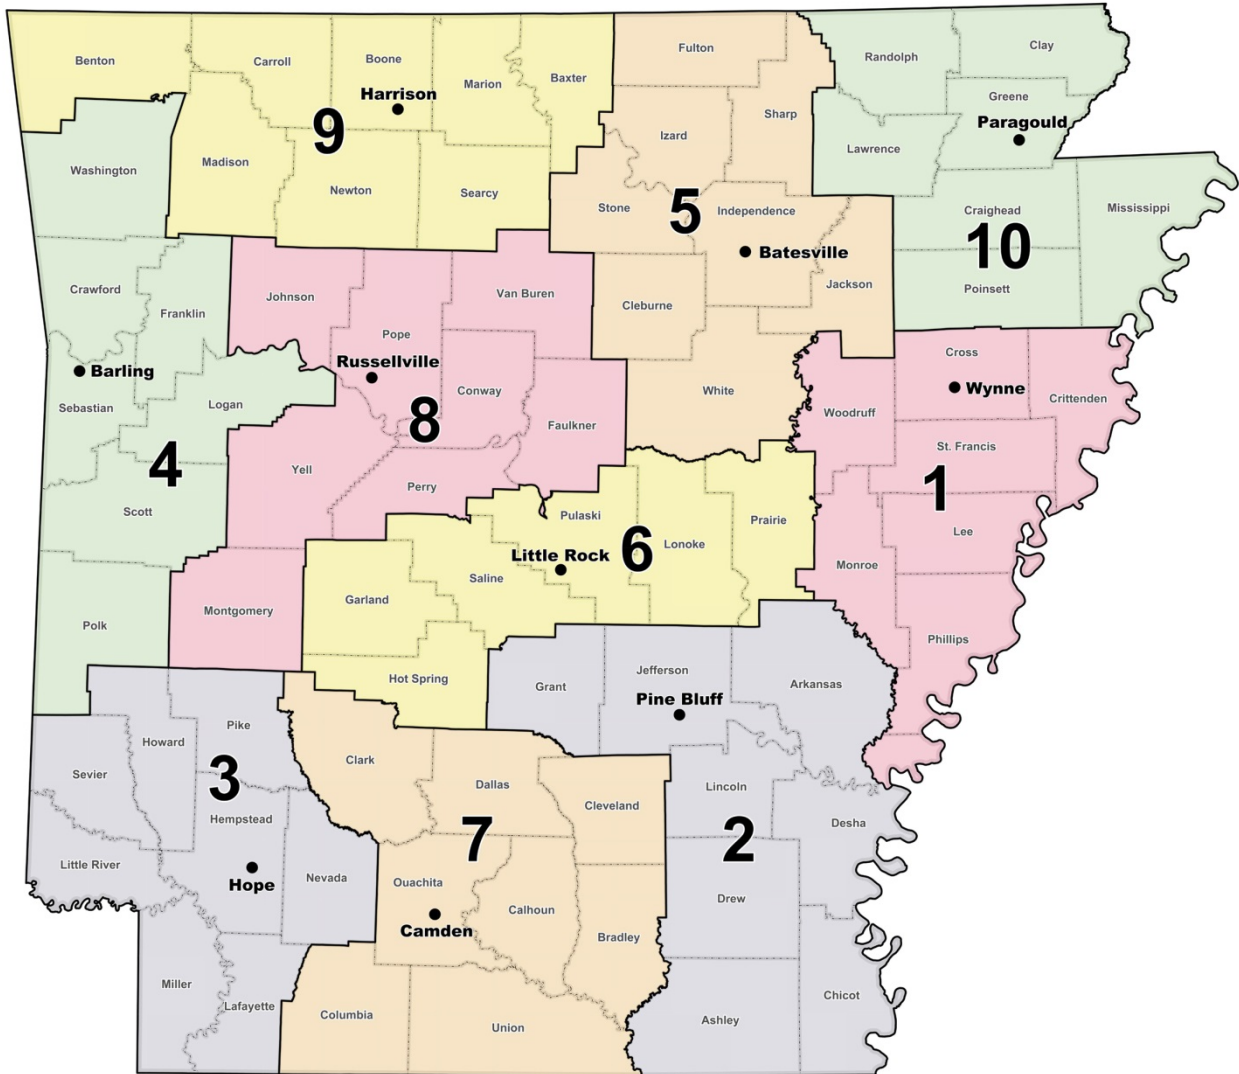 Benton
Carroll
Boone
Marion
Baxter
Fulton
Randolph
Clay
Harrison
9
Sharp
Greene
Paragould
Izard
Lawrence
Washington
Madison
Newton
Searcy
Stone
5
Independence
Batesville
Craighead
10
Mississippi
Poinsett
Crawford
Franklin
Johnson
Van Buren
Cleburne
Jackson
Pope
Russellville
Barling
Conway
White
Cross
Wynne
Crittenden
Woodruff
Sebastian
Logan
8
Faulkner
St. Francis
4
Yell
Perry
1
Scott
Pulaski
6
Lonoke
Prairie
Lee
Little Rock
Saline
Monroe
Garland
Montgomery
Polk
Phillips
Hot Spring
Grant
Jefferson
Pine Bluff
Arkansas
Pike
Howard
Sevier
3
Clark
Dallas
Cleveland
Lincoln
Hempstead
7
2
Desha
Little River
Hope
Nevada
Ouachita
Camden
Calhoun
Drew
Bradley
Miller
Lafayette
Columbia
Union
Ashley
Chicot